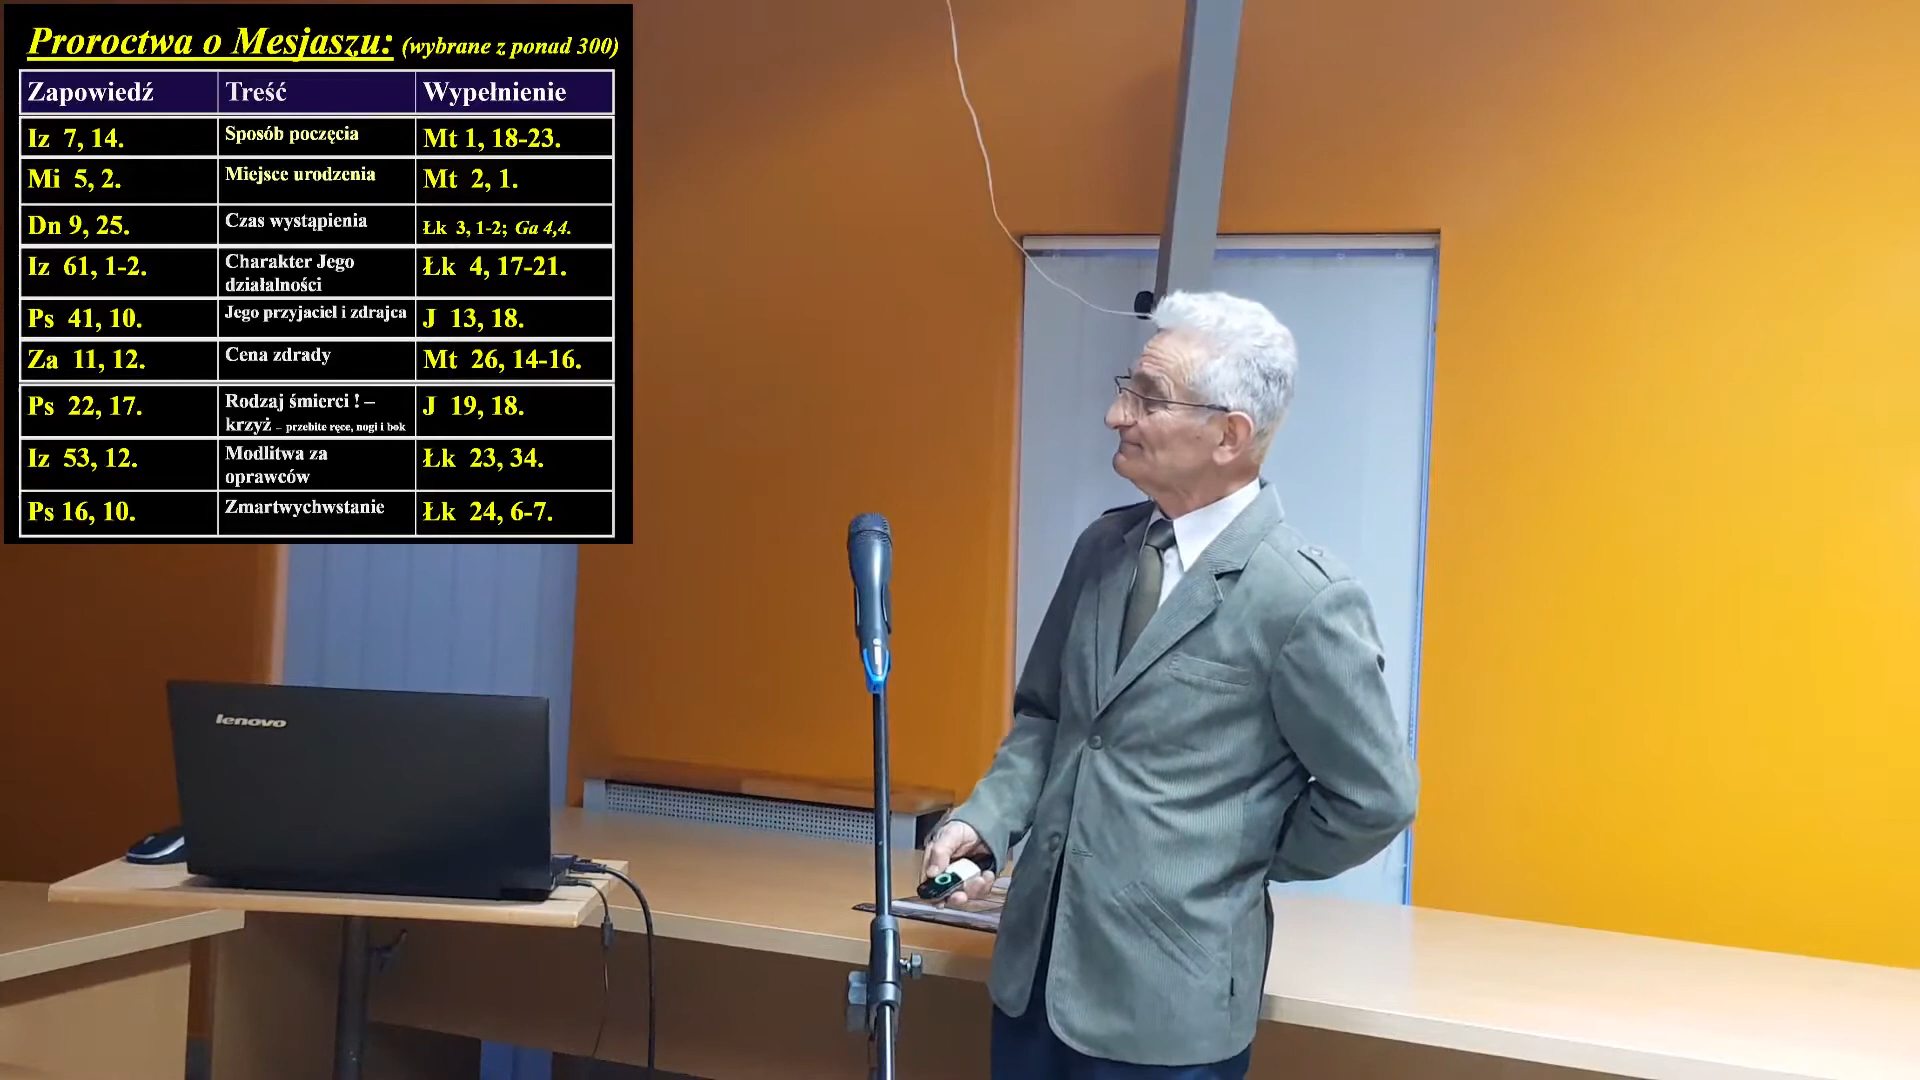 Proroctwa o Mesjaszu: (wybrane z ponad 300)
Zapowiedź Treść Wypełnienie
Iz 7, 14. Sposób poczęcia Mt 1, 18-23.
Mi 5, 2. Miejsce urodzenia Mt 2, 1.
Dn 9, 25. Czas wystąpienia Łk 3, 1-2; Ga 4,4.
Iz 61, 1-2. Charakter Jego działalności Łk 4, 17-21.
Ps 41, 10. Jego przyjaciel i zdrajca J 13, 18.
Za 11, 12. Cena zdrady Mt 26, 14-16.
Ps 22, 17. Rodzaj śmierci ! – krzyż – przebite ręce, nogi i bok J 19, 18.
Iz 53, 12. Modlitwa za oprawców Łk 23, 34.
Ps 16, 10. Zmartwychwstanie Łk 24, 6-7.
lenovo